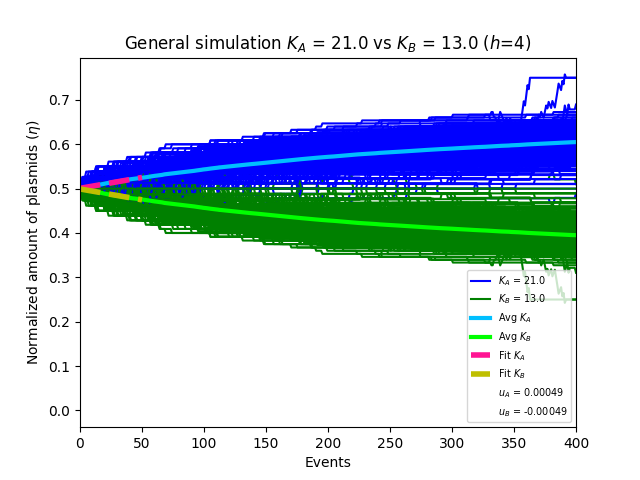 General simulation K_A = 21.0 vs K_B = 13.0 (h=4)
Normalized amount of plasmids (η)
0.7
0.6
0.5
0.4
0.3
0.2
0.1
0.0
K_A = 21.0
K_B = 13.0
Avg K_A
Avg K_B
Fit K_A
Fit K_B
u_A = 0.00049
u_B = -0.00049
0 50 100 150 200 250 300 350 400
Events